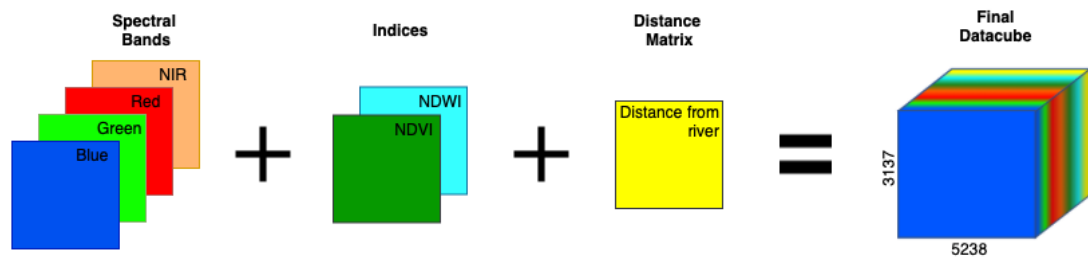 Spectral
Bands
Indices
Distance
Matrix
Final
Datacube
NIR
Red
Green
Blue
NDWI
NDVI
Distance from
river
3137
5238